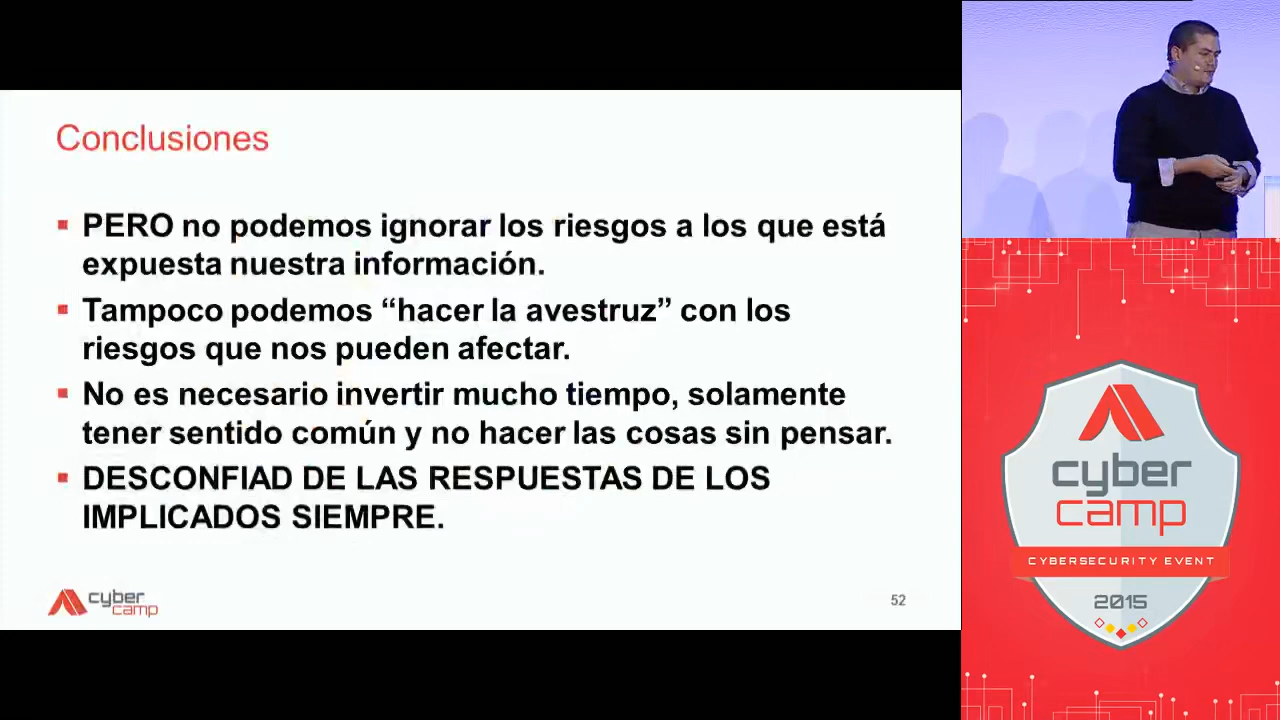 Conclusiones
PERO no podemos ignorar los riesgos a los que está
expuesta nuestra información.
Tampoco podemos “hacer la avestruz” con los
riesgos que nos pueden afectar.
No es necesario invertir mucho tiempo, solamente
tener sentido común y no hacer las cosas sin pensar.
DESCONFIAD DE LAS RESPUESTAS DE LOS
IMPLICADOS SIEMPRE.
cyber
camp
52
cyber
camp
CYBERSECURITY EVENT
2015